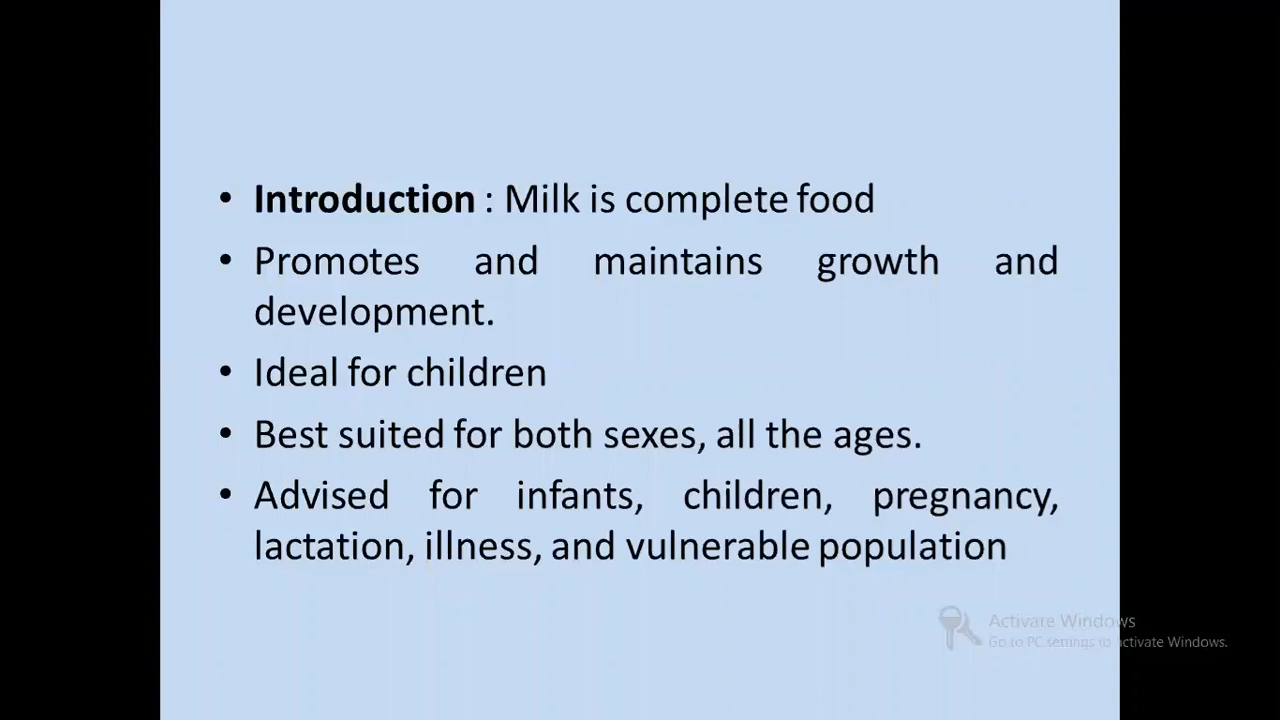 • Introduction : Milk is complete food
• Promotes and maintains growth and
development.
• Ideal for children
• Best suited for both sexes, all the ages.
• Advised for infants, children, pregnancy,
lactation, illness, and vulnerable population
Activate Windows
Go to PC settings to activate Windows.